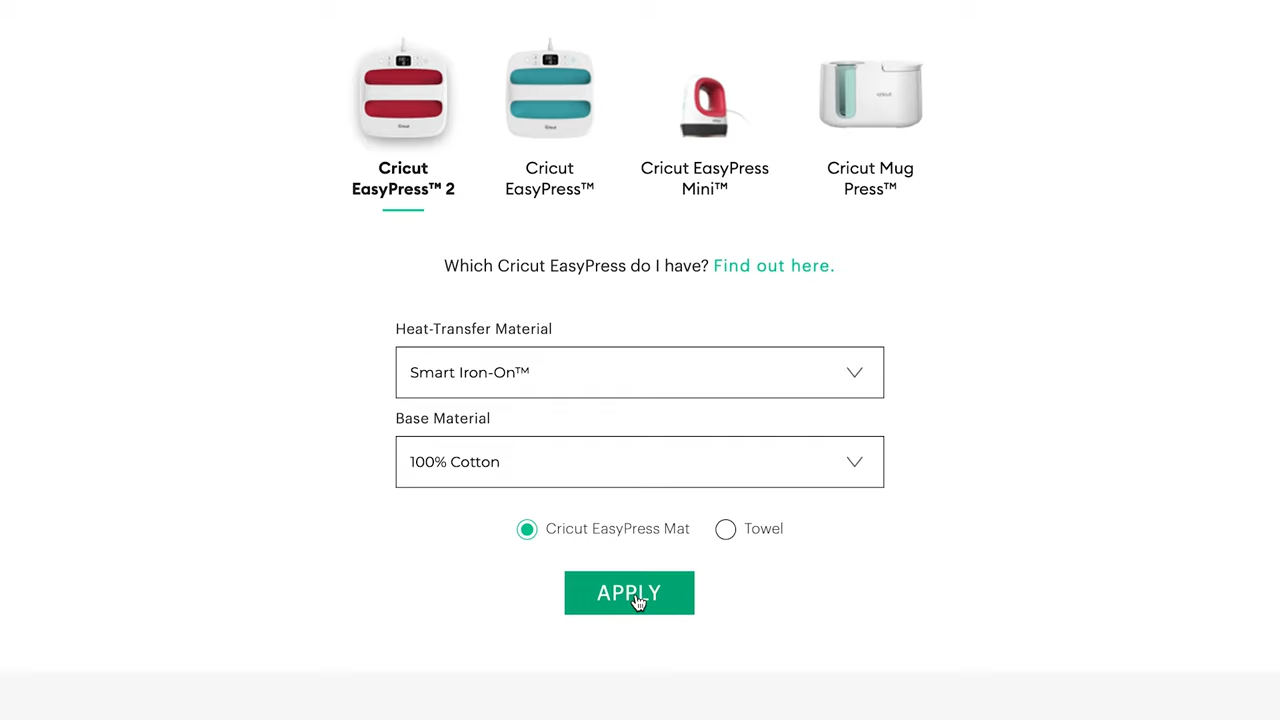 Cricut
EasyPress™ 2
Cricut
EasyPress™
Cricut EasyPress
Mini™
Cricut Mug
Press™
Which Cricut EasyPress do I have? Find out here.
Heat-Transfer Material
Smart Iron-On™
Base Material
100% Cotton
Cricut EasyPress Mat
Towel
APPLY